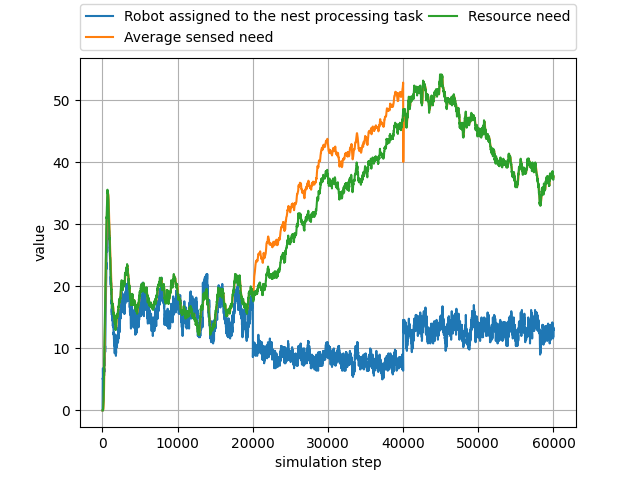 Robot assigned to the nest processing task
Average sensed need
Resource need
value
50
40
30
20
10
0
0 10000 20000 30000 40000 50000 60000
simulation step